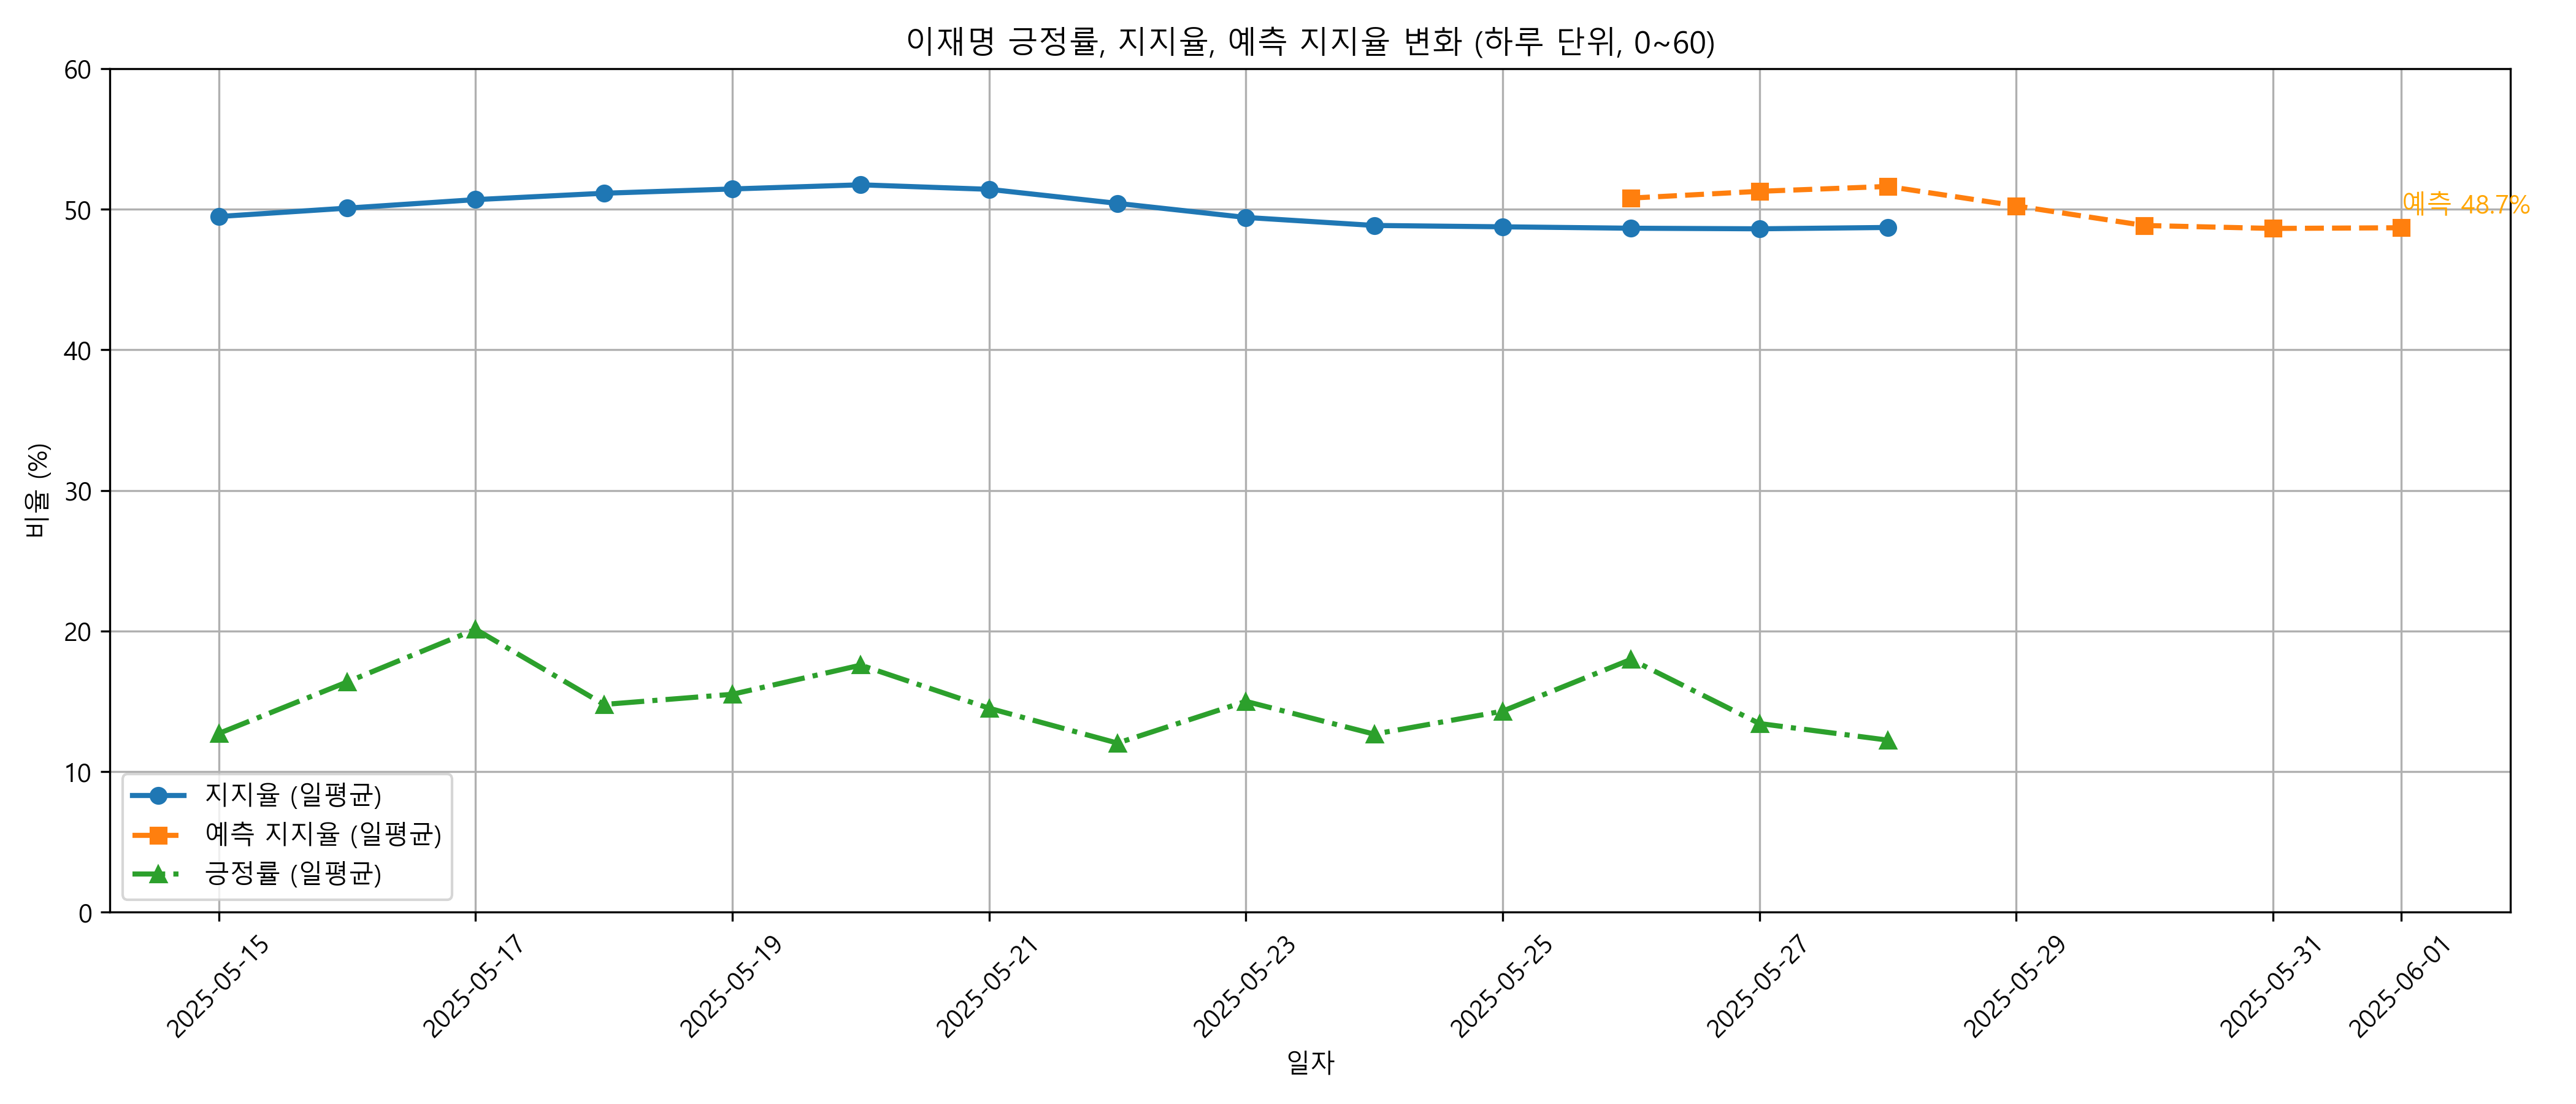 이재명 긍정률, 지지율, 예측 지지율 변화 (하루 단위, 0~60)
비율 (%)
60
50
40
30
20
10
0
예측 48.7%
지지율 (일평균)
예측 지지율 (일평균)
긍정률 (일평균)
2025-05-15
2025-05-17
2025-05-19
2025-05-21
2025-05-23
2025-05-25
2025-05-27
2025-05-29
2025-05-31
2025-06-01
일자